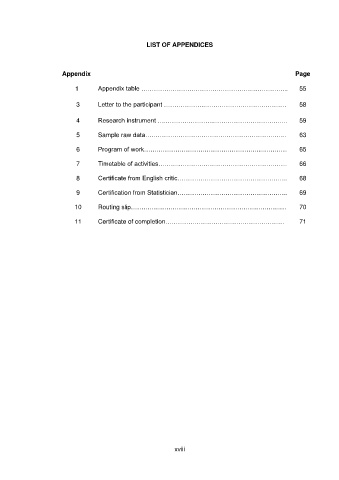 LIST OF APPENDICES
Appendix Page
1 Appendix table ………………………………………………………………. 55
3 Letter to the participant …………………………………………………….. 58
4 Research instrument ……………………………………………………….. 59
5 Sample raw data…………………………………………………………….. 63
6 Program of work……………………………………………………………… 65
7 Timetable of activities……………………………………………………….. 66
8 Certificate from English critic……………………………………………….. 68
9 Certification from Statistician……………………………………………….. 69
10 Routing slip…………………………………………………………………… 70
11 Certificate of completion…………………………………………………… 71
xviii